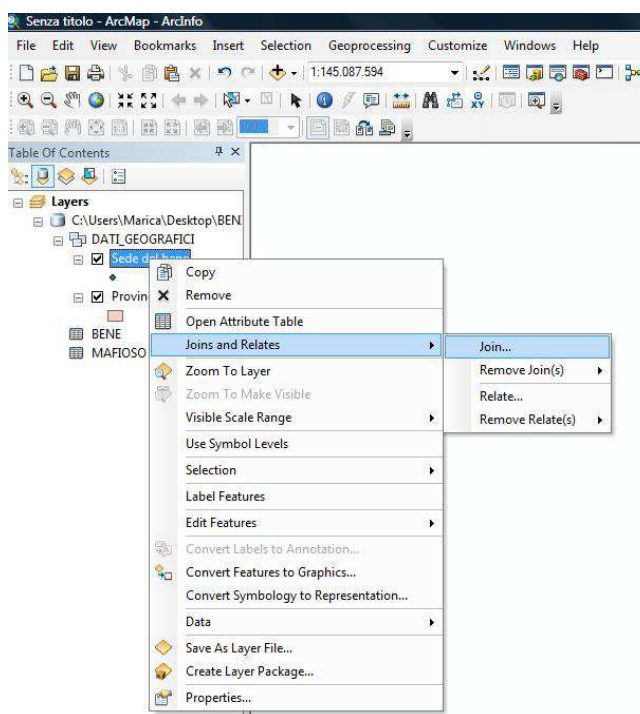 Senza titolo - ArcMap - ArcInfo
File Edit View Bookmarks Insert Selection Geoprocessing Customize Windows Help
1:145.087.594
Table Of Contents
Layers
C:\Users\Marica\Desktop\BEN
DATI_GEOGRAFICI
Sede del bene
Provin
BENE
MAFIOSO
Copy
Remove
Open Attribute Table
Joins and Relates
Zoom To Layer
Zoom To Make Visible
Visible Scale Range
Use Symbol Levels
Selection
Label Features
Edit Features
Convert Labels to Annotation...
Convert Features to Graphics...
Convert Symbology to Representation...
Data
Save As Layer File...
Create Layer Package...
Properties...
Join...
Remove Join(s)
Relate...
Remove Relate(s)